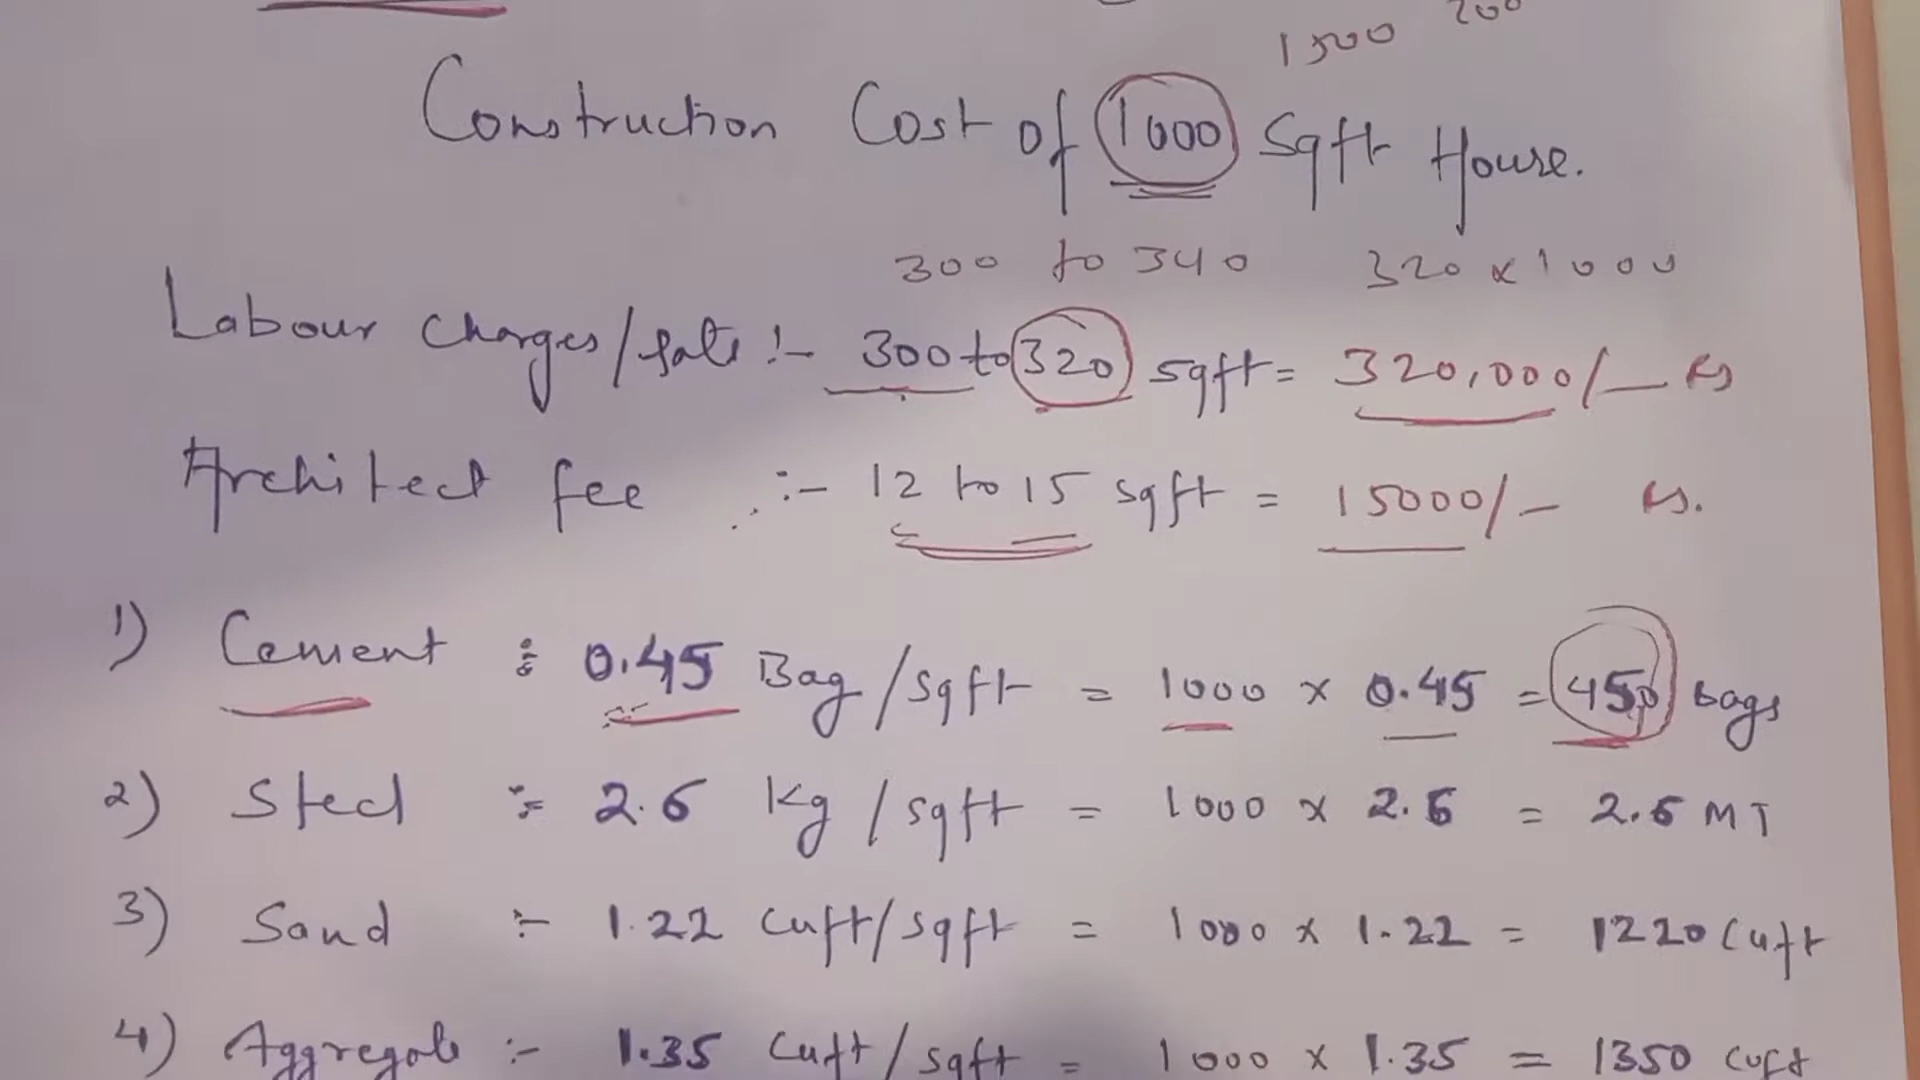 1500 200
Construction Cost of 1000 Sqft House.
300 to 340 320 x 1000
Labour charges/rate :- 300 to 320 sqft = 320,000/- Rs
Architect fee :- 12 to 15 sqft = 15000/- Rs.
1) Cement : 0.45 Bag/sqft = 1000 x 0.45 = 450 bags
2) Steel :- 2.6 kg/sqft = 1000 x 2.6 = 2.6 MT
3) Sand :- 1.22 Cuft/sqft = 1000 x 1.22 = 1220 Cuft
4) Aggregate :- 1.35 Cuft/sqft = 1000 x 1.35 = 1350 cuft